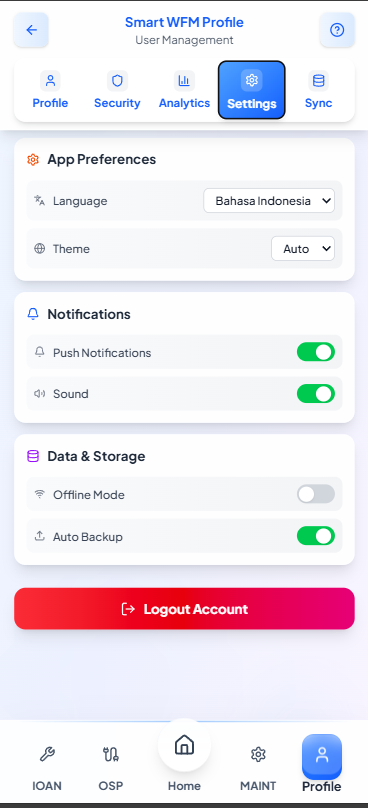 Smart WFM Profile
User Management
Profile
Security
Analytics
Settings
Sync
App Preferences
Language
Bahasa Indonesia
Theme
Auto
Notifications
Push Notifications
Sound
Data & Storage
Offline Mode
Auto Backup
Logout Account
IOAN
OSP
Home
MAINT
Profile